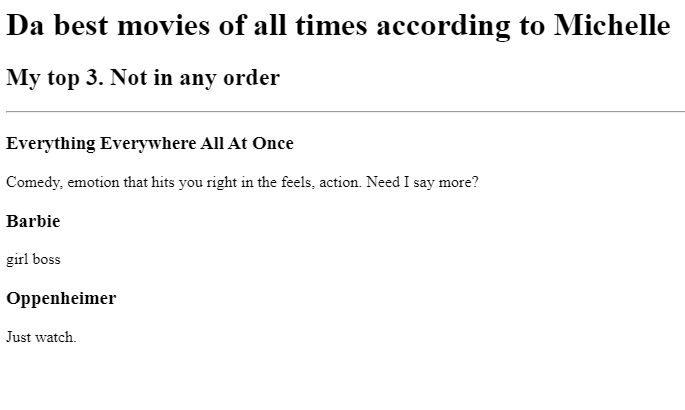 Da best movies of all times according to Michelle
My top 3. Not in any order
Everything Everywhere All At Once
Comedy, emotion that hits you right in the feels, action. Need I say more?
Barbie
girl boss
Oppenheimer
Just watch.